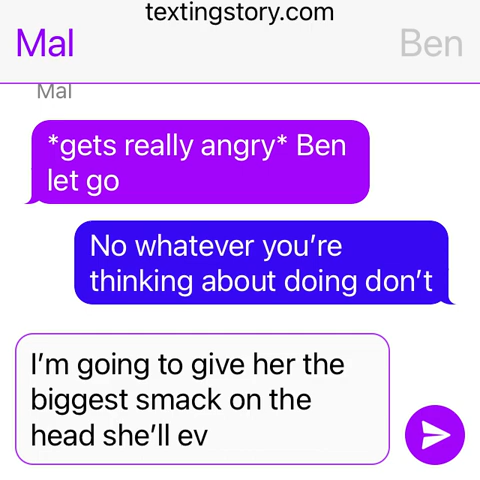 textingstory.com
Mal
Ben
Mal
*gets really angry* Ben
let go
No whatever you’re
thinking about doing don’t
I’m going to give her the
biggest smack on the
head she’ll ev